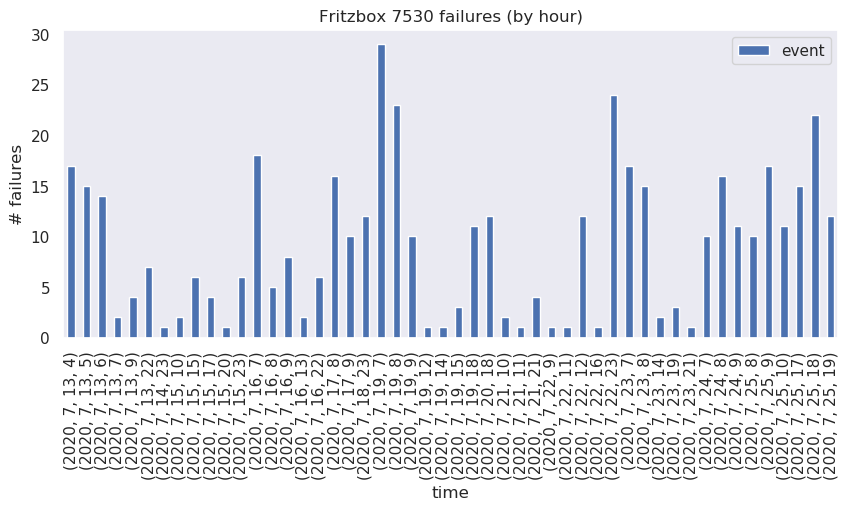 Fritzbox 7530 failures (by hour)
event
# failures
30
25
20
15
10
5
0
(2020, 7, 13, 4)
(2020, 7, 13, 5)
(2020, 7, 13, 6)
(2020, 7, 13, 7)
(2020, 7, 13, 9)
(2020, 7, 13, 22)
(2020, 7, 14, 23)
(2020, 7, 15, 10)
(2020, 7, 15, 15)
(2020, 7, 15, 17)
(2020, 7, 15, 20)
(2020, 7, 15, 23)
(2020, 7, 16, 7)
(2020, 7, 16, 8)
(2020, 7, 16, 9)
(2020, 7, 16, 13)
(2020, 7, 16, 22)
(2020, 7, 17, 8)
(2020, 7, 17, 9)
(2020, 7, 18, 23)
(2020, 7, 19, 7)
(2020, 7, 19, 8)
(2020, 7, 19, 9)
(2020, 7, 19, 12)
(2020, 7, 19, 14)
(2020, 7, 19, 15)
(2020, 7, 19, 18)
(2020, 7, 20, 18)
(2020, 7, 21, 10)
(2020, 7, 21, 11)
(2020, 7, 21, 21)
(2020, 7, 22, 9)
(2020, 7, 22, 11)
(2020, 7, 22, 12)
(2020, 7, 22, 16)
(2020, 7, 22, 23)
(2020, 7, 23, 7)
(2020, 7, 23, 8)
(2020, 7, 23, 14)
(2020, 7, 23, 19)
(2020, 7, 23, 21)
(2020, 7, 24, 7)
(2020, 7, 24, 8)
(2020, 7, 24, 9)
(2020, 7, 25, 8)
(2020, 7, 25, 9)
(2020, 7, 25, 10)
(2020, 7, 25, 17)
(2020, 7, 25, 18)
(2020, 7, 25, 19)
time